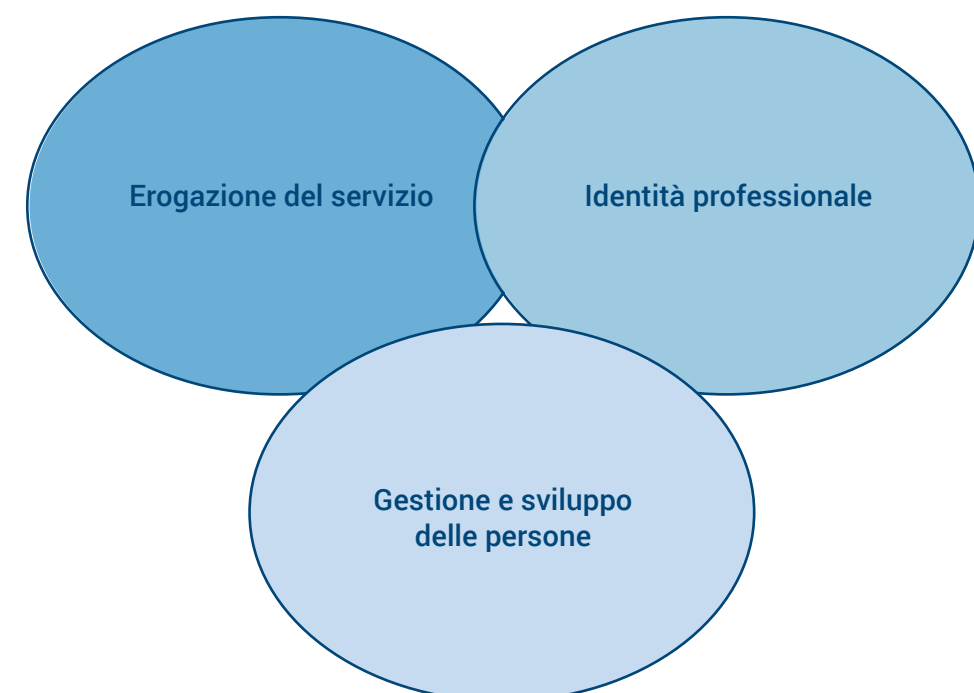 Erogazione del servizio
Identità professionale
Gestione e sviluppo
delle persone